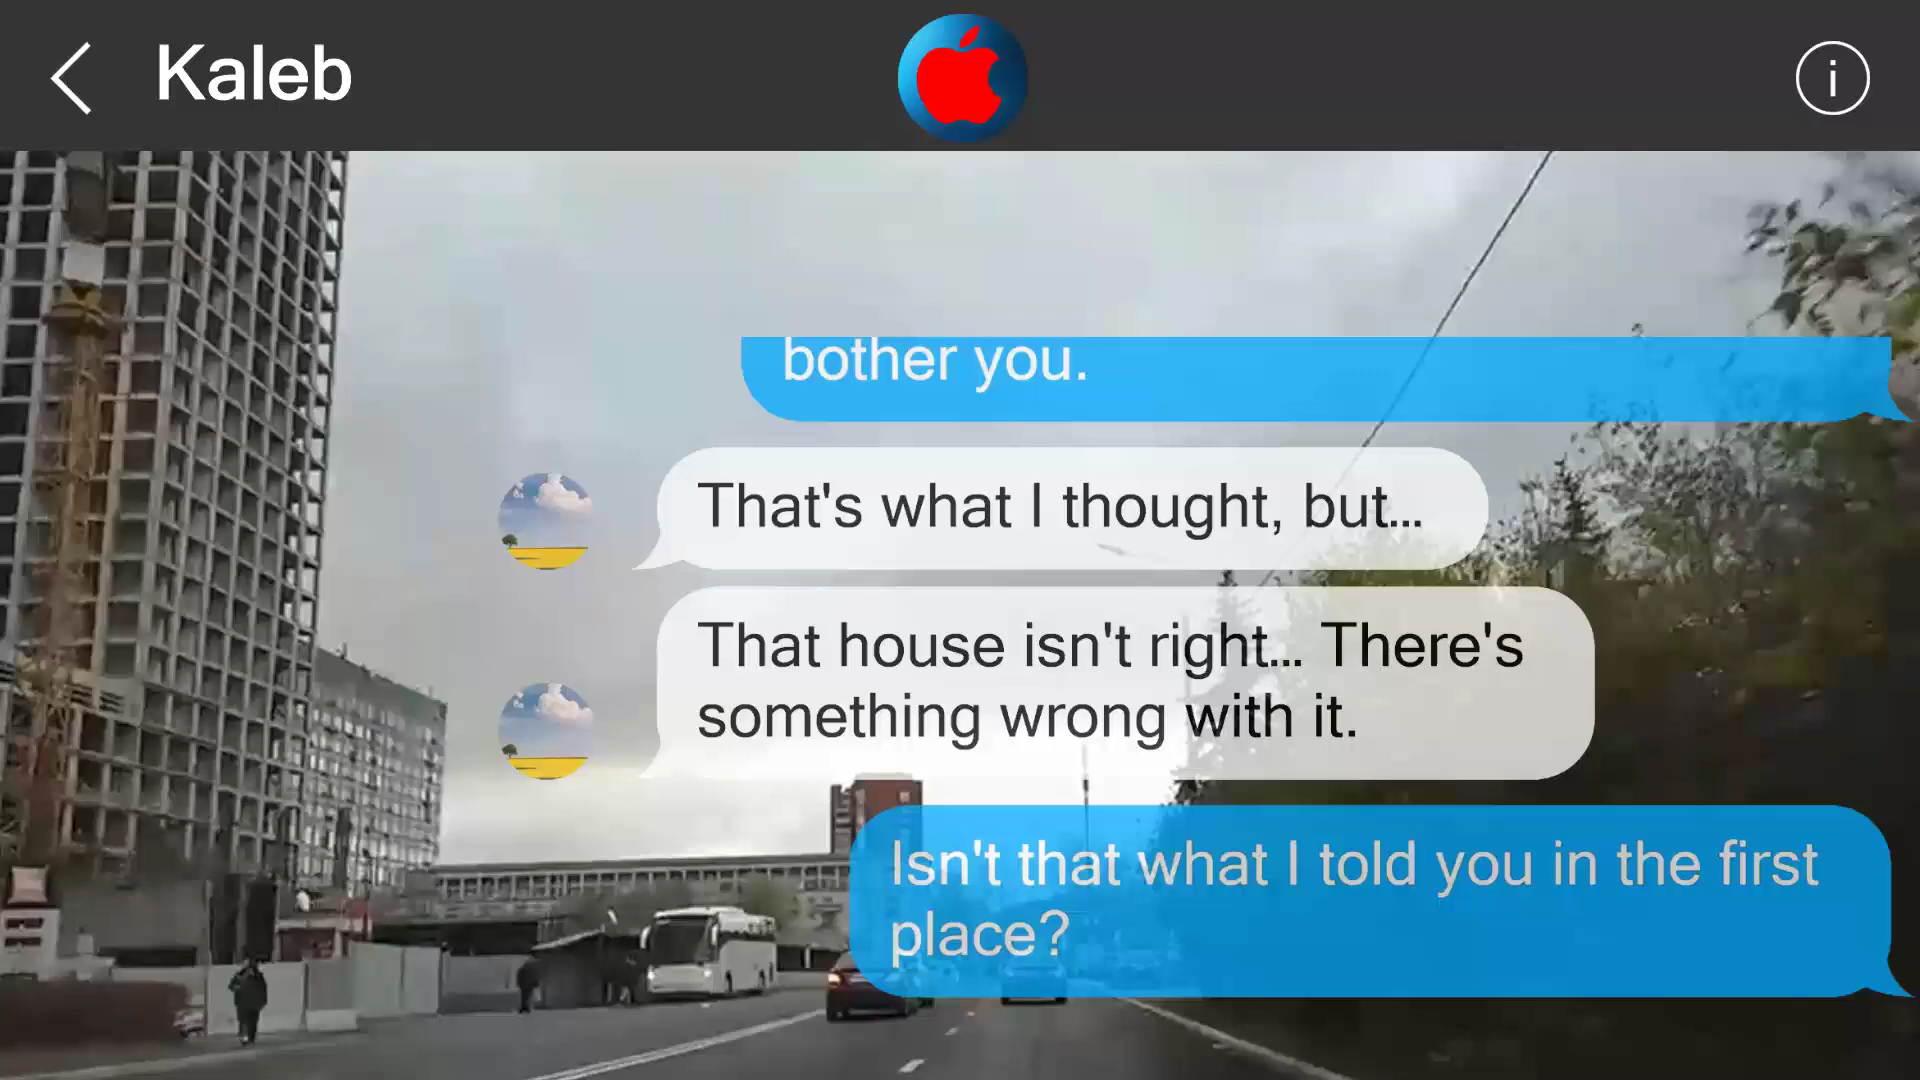 Kaleb
i
bother you.
That's what I thought, but...
That house isn't right... There's
something wrong with it.
Isn't that what I told you in the first
place?